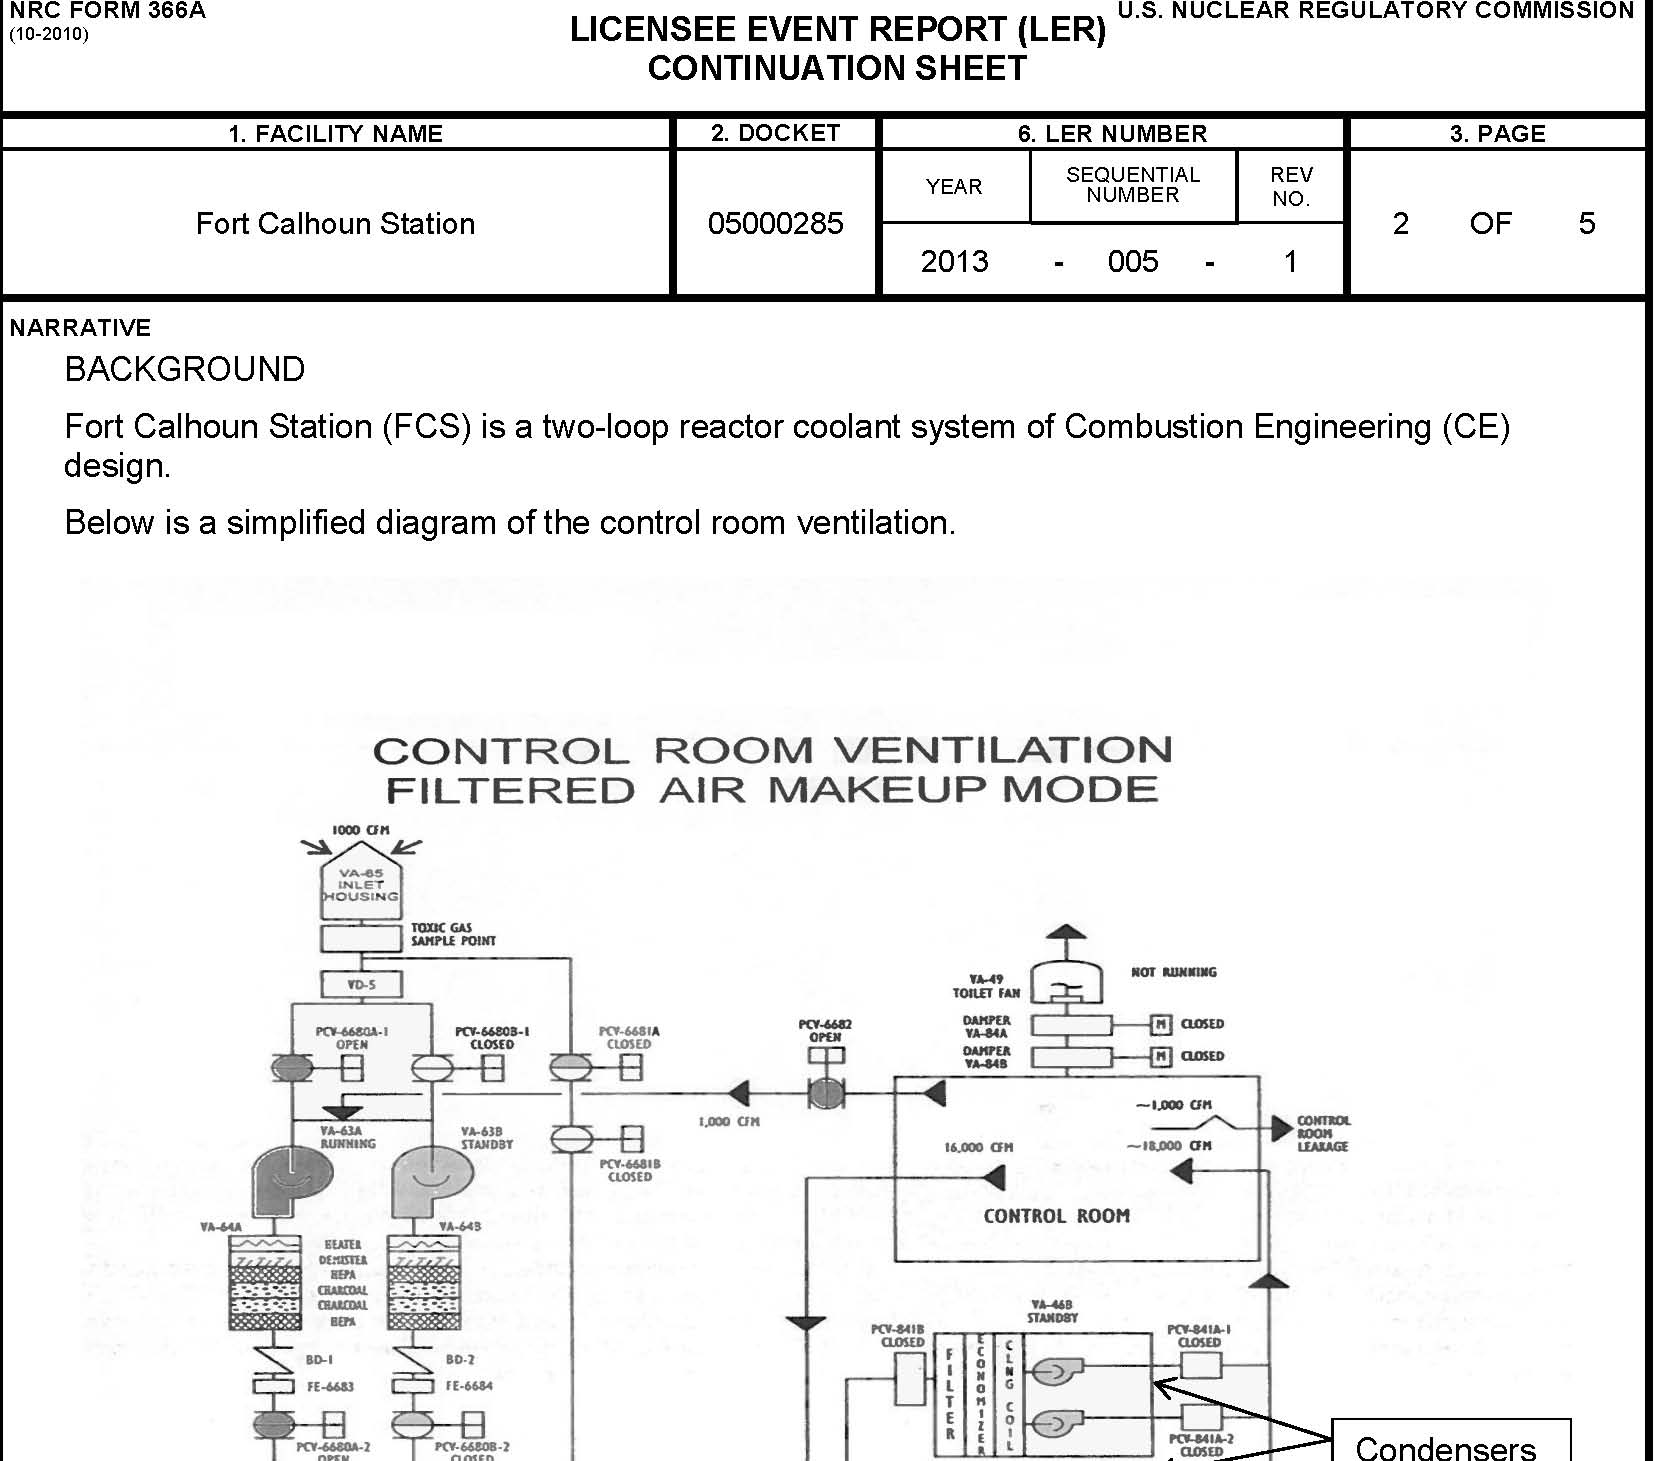 NRC FORM 366A
(10-2010)
LICENSEE EVENT REPORT (LER)
CONTINUATION SHEET
U.S. NUCLEAR REGULATORY COMMISSION
1. FACILITY NAME
2. DOCKET
6. LER NUMBER
3. PAGE
Fort Calhoun Station
05000285
YEAR
SEQUENTIAL
NUMBER
REV
NO.
2013 - 005 - 1
2 OF 5
NARRATIVE
BACKGROUND
Fort Calhoun Station (FCS) is a two-loop reactor coolant system of Combustion Engineering (CE)
design.
Below is a simplified diagram of the control room ventilation.
CONTROL ROOM VENTILATION
FILTERED AIR MAKEUP MODE
1000 CFM
VA-65
INLET
HOUSING
TOXIC GAS
SAMPLE POINT
VD-5
PCV-6680A-1
OPEN
PCV-6680B-1
CLOSED
PCV-6681A
CLOSED
PCV-6682
OPEN
VA-49
TOILET FAN
NOT RUNNING
DAMPER
VA-84A
M
CLOSED
DAMPER
VA-84B
M
CLOSED
1,000 CFM
VA-63A
RUNNING
VA-63B
STANDBY
PCV-6681B
CLOSED
~1,000 CFM
CONTROL
ROOM
LEAKAGE
16,000 CFM
~18,000 CFM
CONTROL ROOM
VA-64A
VA-64B
HEATER
DEMISTER
HEPA
CHARCOAL
CHARCOAL
HEPA
BD-1
BD-2
FE-6683
FE-6684
PCV-6680A-2
OPEN
PCV-6680B-2
CLOSED
VA-46B
STANDBY
PCV-841B
CLOSED
PCV-841A-1
CLOSED
FILTER
ECONOMIZER
CLNG COIL
PCV-841A-2
CLOSED
Condensers